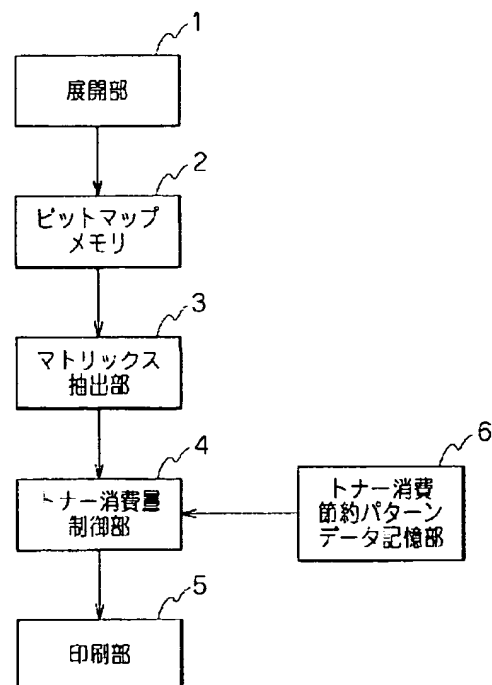 1
展開部
2
ビットマップ
メモリ
3
マトリックス
抽出部
4
トナー消費量
制御部
6
トナー消費
節約パターン
データ記憶部
5
印刷部